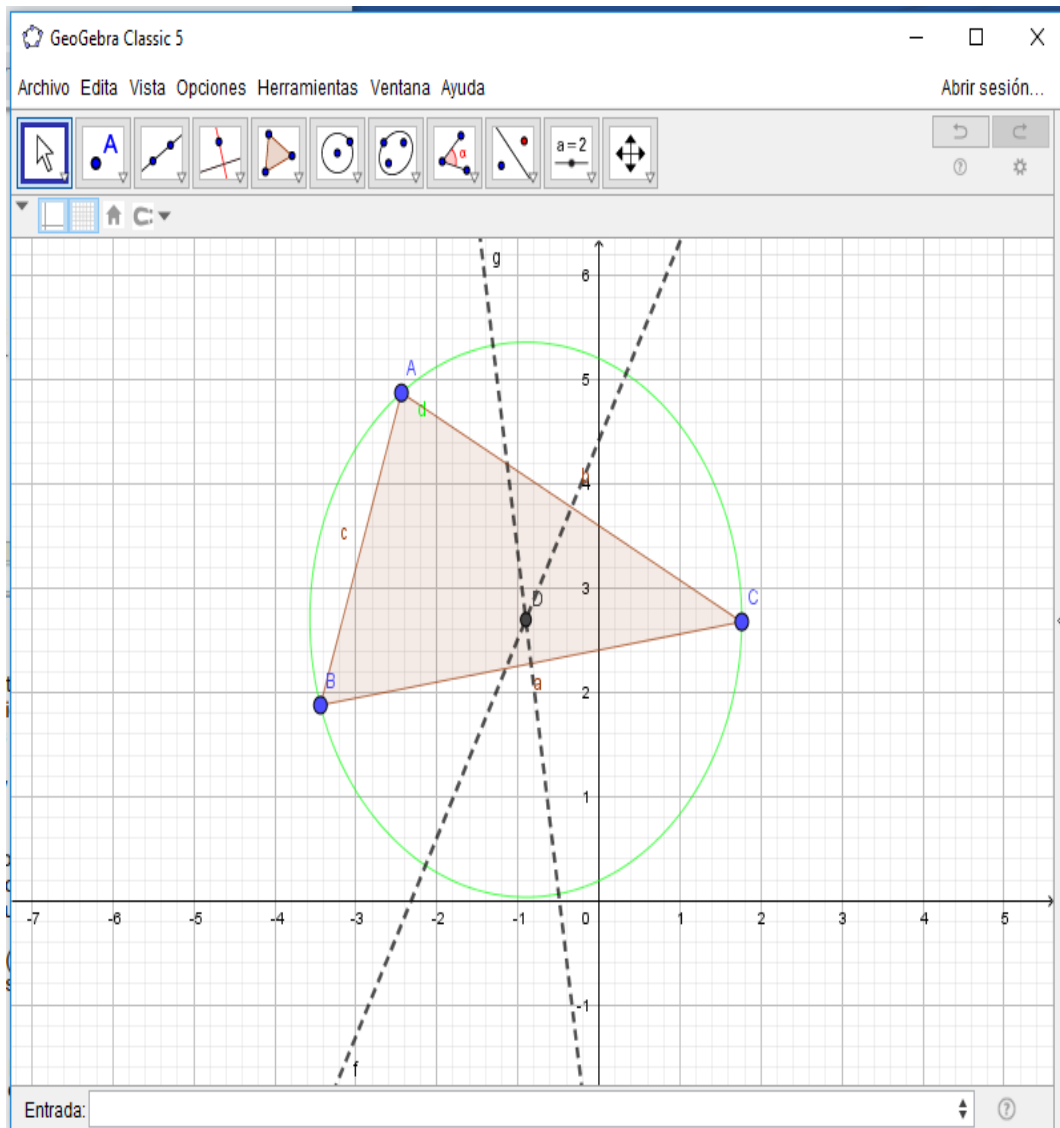 GeoGebra Classic 5
Archivo Edita Vista Opciones Herramientas Ventana Ayuda
Abrir sesión...
A
α
a=2
g
6
A
5
d
b
4
c
3
D
C
B
2
a
1
-7 -6 -5 -4 -3 -2 -1 0 1 2 3 4 5
-1
f
Entrada: